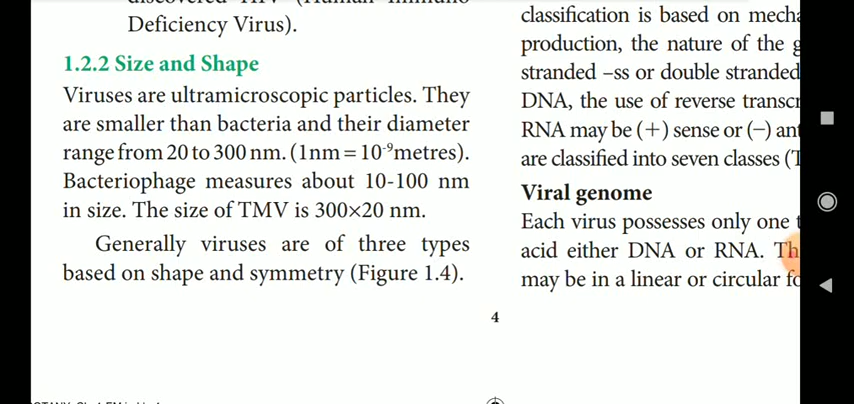 Deficiency Virus).
1.2.2 Size and Shape
Viruses are ultramicroscopic particles. They
are smaller than bacteria and their diameter
range from 20 to 300 nm. (1nm = 10⁻⁹metres).
Bacteriophage measures about 10-100 nm
in size. The size of TMV is 300×20 nm.
Generally viruses are of three types
based on shape and symmetry (Figure 1.4).
classification is based on
production, the nature of the
stranded –ss or double stranded
DNA, the use of reverse
RNA may be (+) sense or (–)
are classified into seven classes
Viral genome
Each virus possesses only one
acid either DNA or RNA.
may be in a linear or circular
4